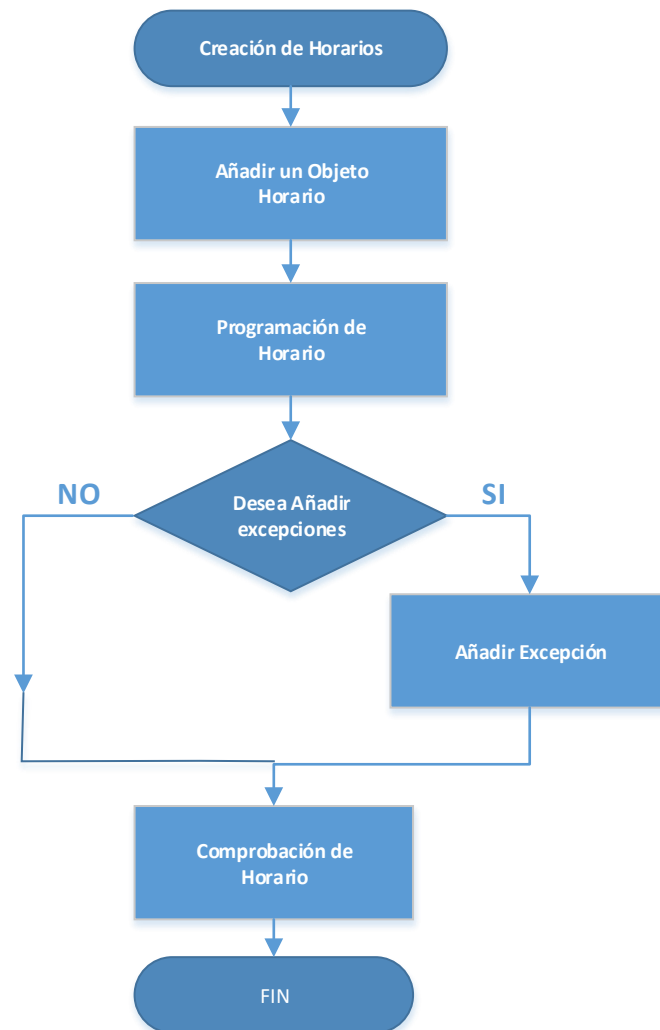 Creación de Horarios
Añadir un Objeto
Horario
Programación de
Horario
Desea Añadir
excepciones
NO
SI
Añadir Excepción
Comprobación de
Horario
FIN